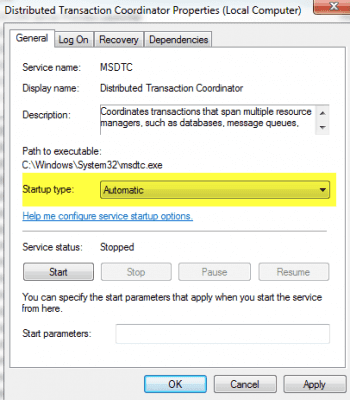 Distributed Transaction Coordinator Properties (Local Computer)
General Log On Recovery Dependencies
Service name: MSDTC
Display name: Distributed Transaction Coordinator
Description: Coordinates transactions that span multiple resource
managers, such as databases, message queues,
Path to executable:
C:\Windows\System32\msdtc.exe
Startup type: Automatic
Help me configure service startup options.
Service status: Stopped
Start Stop Pause Resume
You can specify the start parameters that apply when you start the service
from here.
Start parameters:
OK Cancel Apply